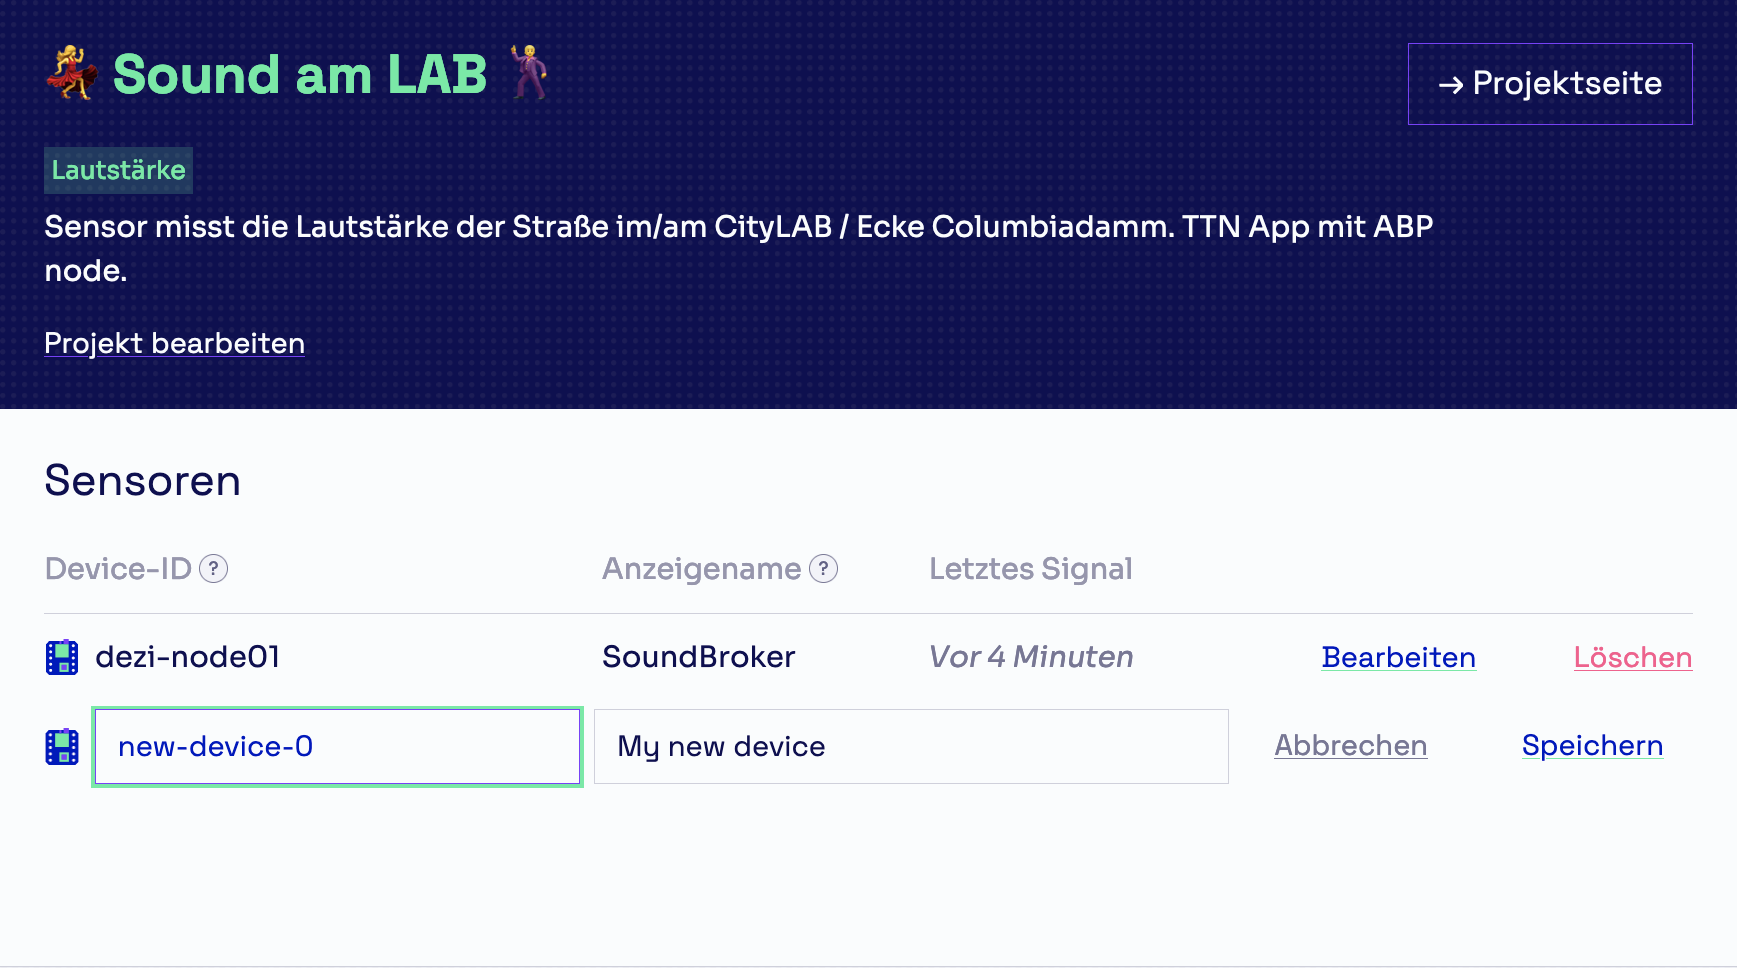 Sound am LAB
→ Projektseite
Lautstärke
Sensor misst die Lautstärke der Straße im/am CityLAB / Ecke Columbiadamm. TTN App mit ABP
node.
Projekt bearbeiten
Sensoren
Device-ID ? Anzeigename ? Letztes Signal
dezi-node01 SoundBroker Vor 4 Minuten Bearbeiten Löschen
new-device-0 My new device Abbrechen Speichern